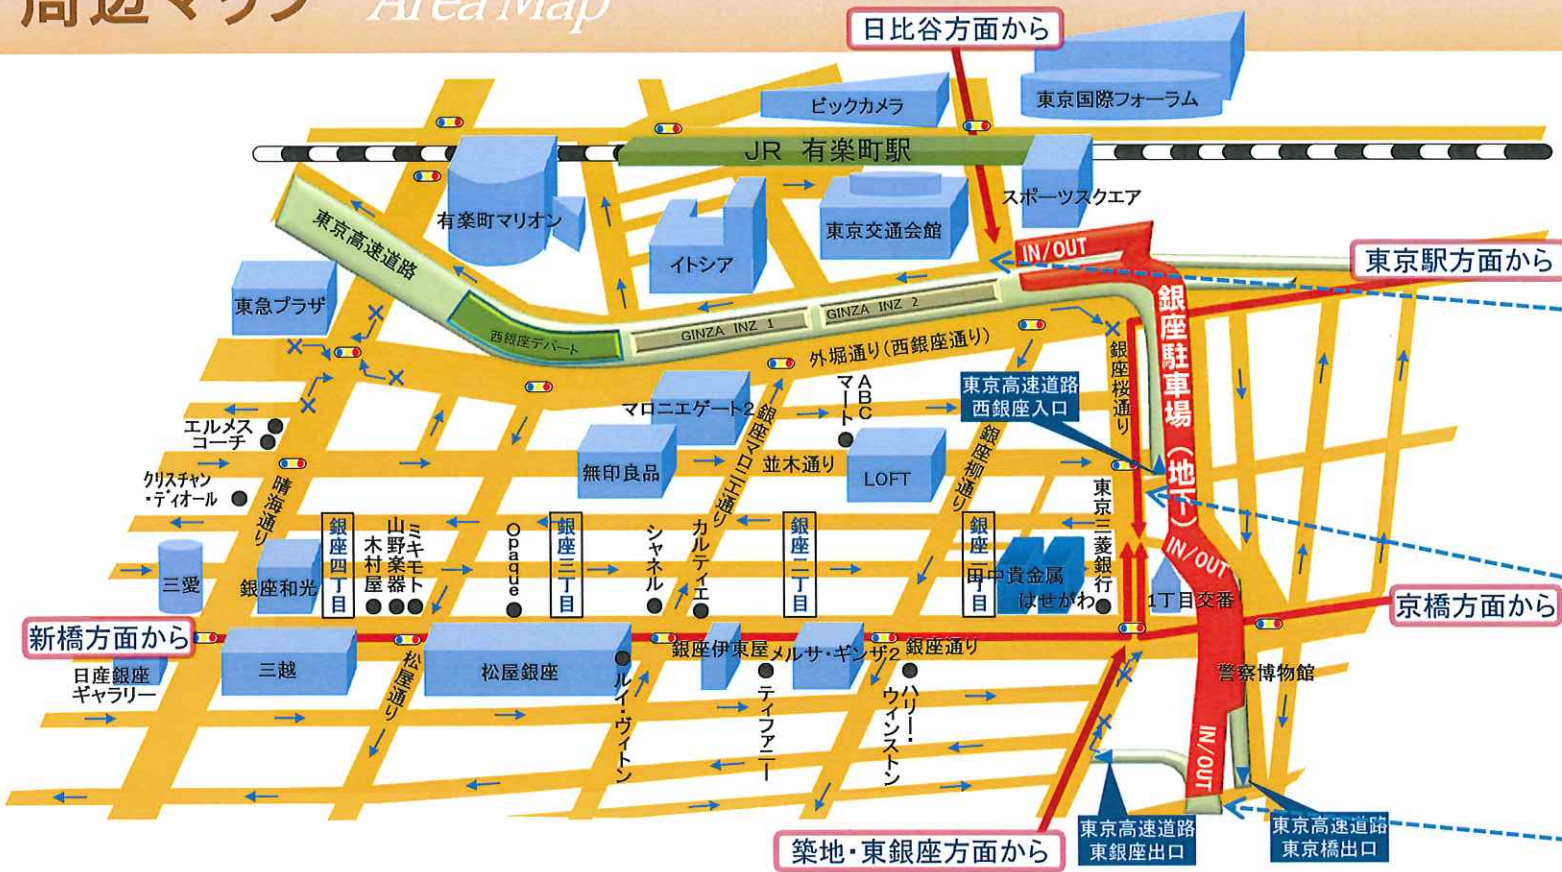 周辺マップ Area Map
日比谷方面から
ビックカメラ
東京国際フォーラム
JR 有楽町駅
有楽町マリオン
イトシア
東京交通会館
スポーツスクエア
東京高速道路
IN/OUT
東京駅方面から
東急プラザ
西銀座デパート
GINZA INZ 1
GINZA INZ 2
外堀通り(西銀座通り)
銀座桜通り
銀座駐車場(地下)
東京高速道路
西銀座入口
マロニエゲート2
銀座マロニエ通り
ABC
マート
銀座柳通り
エルメス
コーチ
クリスチャン
・ディオール
晴海通り
無印良品
並木通り
LOFT
三愛
銀座和光
銀座四丁目
木村屋
山野楽器
ミキモト
Opaque
銀座三丁目
シャネル
カルティエ
銀座二丁目
銀座一丁目
田中貴金属
はせがわ
東京三菱銀行
1丁目交番
IN/OUT
京橋方面から
新橋方面から
日産銀座
ギャラリー
三越
松屋通り
松屋銀座
ルイ・ヴィトン
銀座伊東屋
ティファニー
メルサ・ギンザ2
銀座通り
ハリー・
ウィンストン
警察博物館
IN/OUT
築地・東銀座方面から
東京高速道路
東銀座出口
東京高速道路
東京橋出口